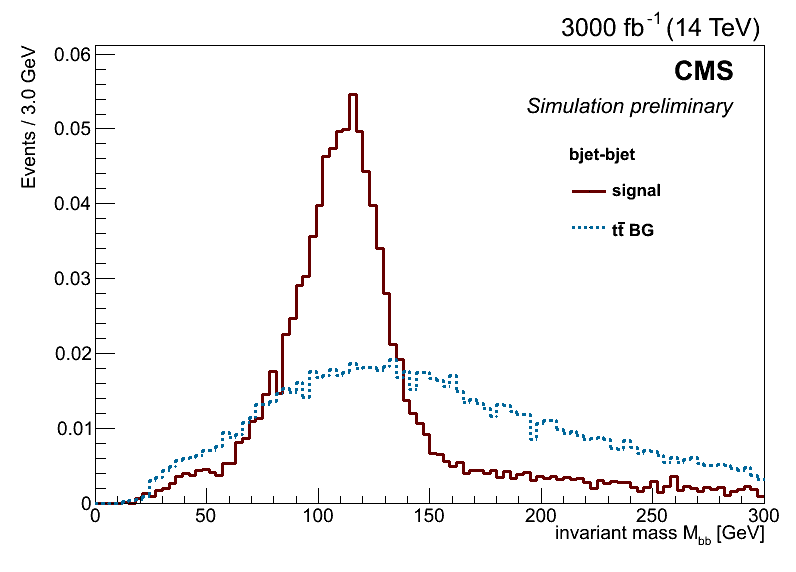 3000 fb⁻¹ (14 TeV)
CMS
Simulation preliminary
bjet-bjet
signal
tt̄ BG
Events / 3.0 GeV
0.06
0.05
0.04
0.03
0.02
0.01
0
0 50 100 150 200 250 300
invariant mass M_bb [GeV]